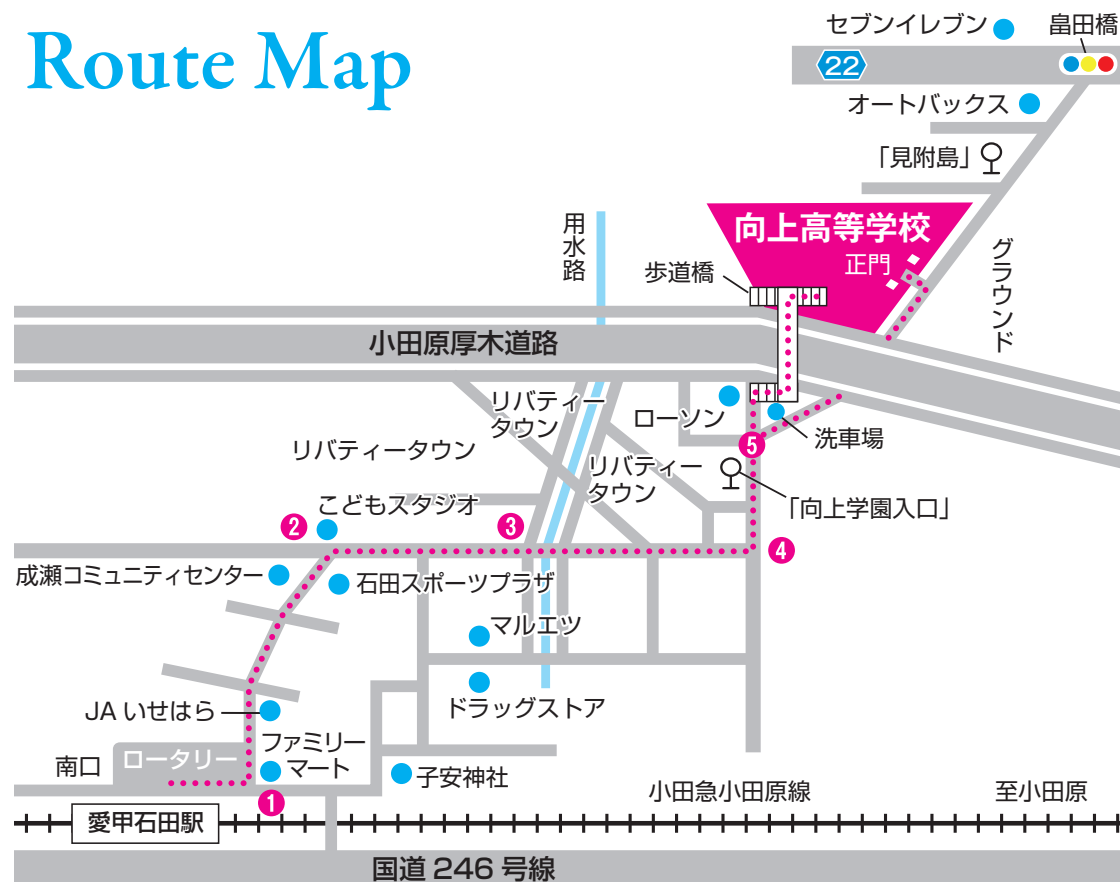 Route Map
セブンイレブン
畠田橋
22
オートバックス
「見附島」
向上高等学校
正門
グラウンド
用水路
歩道橋
小田原厚木道路
リバティー
タウン
ローソン
洗車場
5
リバティータウン
リバティー
タウン
「向上学園入口」
こどもスタジオ
2
3
4
成瀬コミュニティセンター
石田スポーツプラザ
マルエツ
ドラッグストア
JAいせはら
ファミリー
マート
ロータリー
南口
子安神社
1
小田急小田原線
至小田原
愛甲石田駅
国道246号線